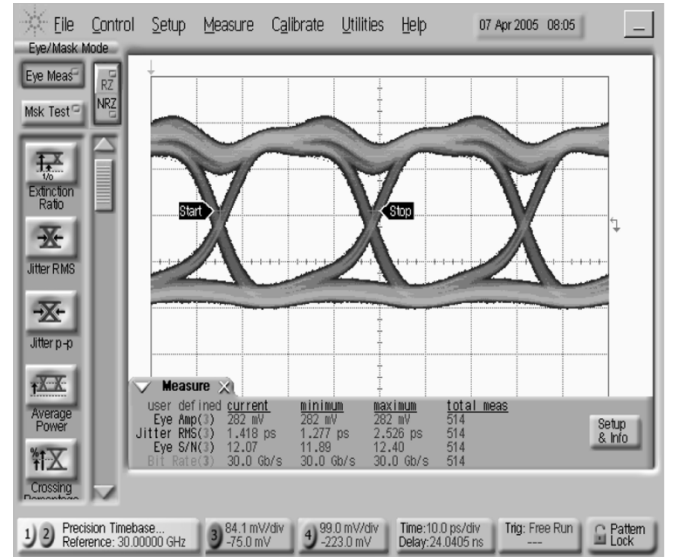 File Control Setup Measure Calibrate Utilities Help 07 Apr 2005 08:05
Eye/Mask Mode
Eye Meas
RZ
NRZ
Msk Test
1/0
Extinction
Ratio
Jitter RMS
Jitter p-p
Average
Power
Crossing
Percentage
Start
Stop
Measure
user defined current minimum maximum total meas
Eye Amp(3) 282 mV 282 mV 282 mV 514
Jitter RMS(3) 1.418 ps 1.277 ps 2.526 ps 514
Eye S/N(3) 12.07 11.89 12.40 514
Bit Rate(3) 30.0 Gb/s 30.0 Gb/s 30.0 Gb/s 514
Setup
& Info
1 2 Precision Timebase...
Reference: 30.00000 GHz
3 84.1 mV/div
-75.0 mV
4 99.0 mV/div
-223.0 mV
Time:10.0 ps/div
Delay:24.0405 ns
Trig: Free Run
---
Pattern
Lock